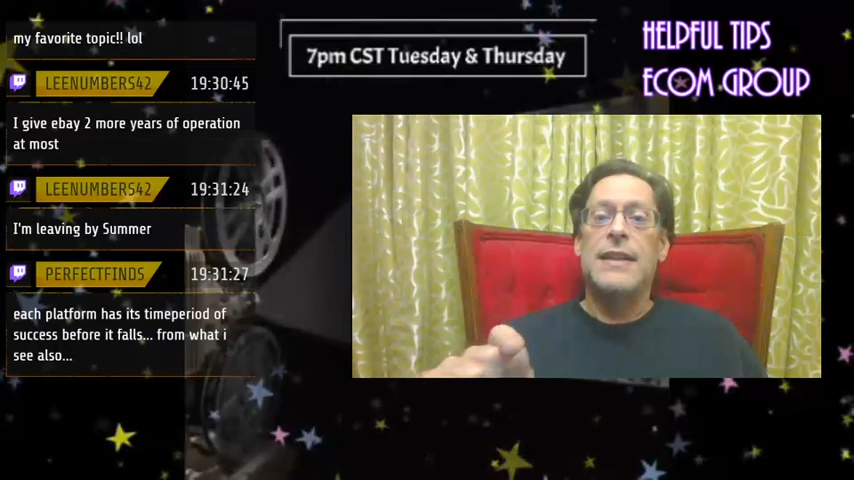 my favorite topic!! lol
LEENUMBERS42 19:30:45
I give ebay 2 more years of operation
at most
LEENUMBERS42 19:31:24
I'm leaving by Summer
PERFECTFINDS 19:31:27
each platform has its timeperiod of
success before it falls... from what i
see also...
7pm CST Tuesday & Thursday
HELPFUL TIPS
ECOM GROUP